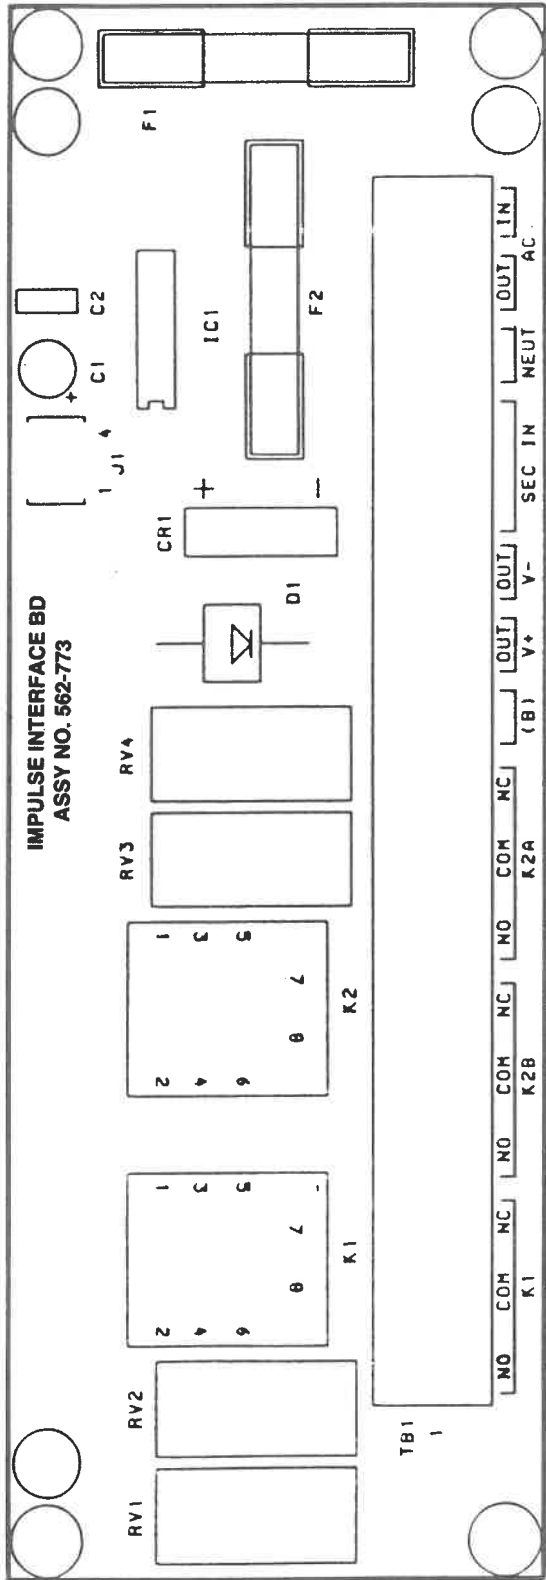 IMPULSE INTERFACE BD
ASSY NO. 562-773
1 J1 4
+
C1
C2
F1
IC1
F2
CR1
+
-
D1
RV1
RV2
RV3
RV4
K1
2 1
4 3
6 5
8 7
-
K2
2 1
4 3
6 5
8 7
TB1
1
NO COM NC
K1
NO COM NC
K2B
NO COM NC
K2A
(B)
OUT
V+
OUT
V-
SEC IN
NEUT
OUT IN
AC